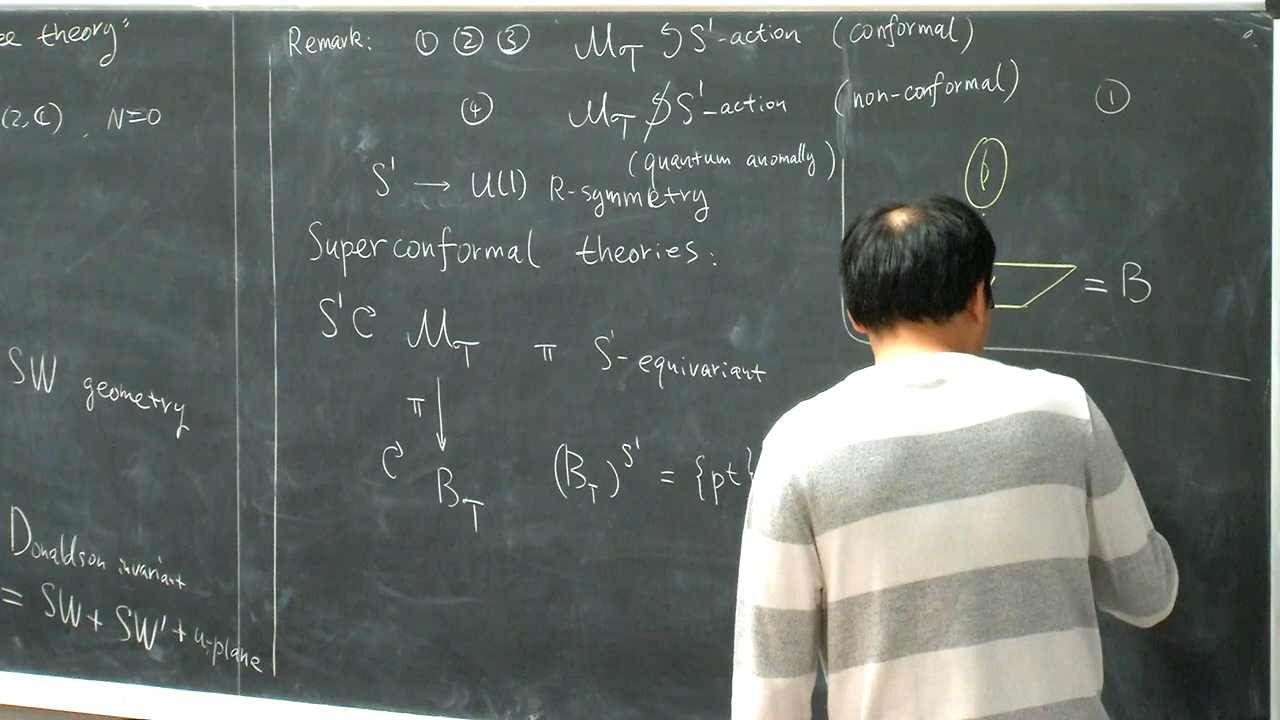 ee theory"
(2, ℂ), N=0
SW geometry
Donaldson invariant
= SW + SW' + u-plane
Remark: ① ② ③ M_T ↺ S¹-action (conformal)
④ M_T S¹-action (non-conformal)
(quantum anomally)
S¹ → U(1) R-symmetry
Superconformal theories:
S¹ ↻ M_T π S¹-equivariant
π ↓
↻ B_T (B_T)^{S¹} = {pt}
①
= B